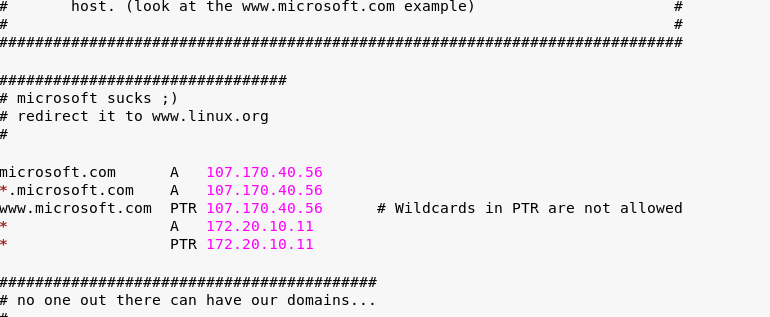 #       host. (look at the www.microsoft.com example)                      #
#                                                                          #
############################################################################
################################
# microsoft sucks ;)
# redirect it to www.linux.org
#
microsoft.com      A   107.170.40.56
*.microsoft.com    A   107.170.40.56
www.microsoft.com  PTR 107.170.40.56      # Wildcards in PTR are not allowed
*                  A   172.20.10.11
*                  PTR 172.20.10.11
##########################################
# no one out there can have our domains...